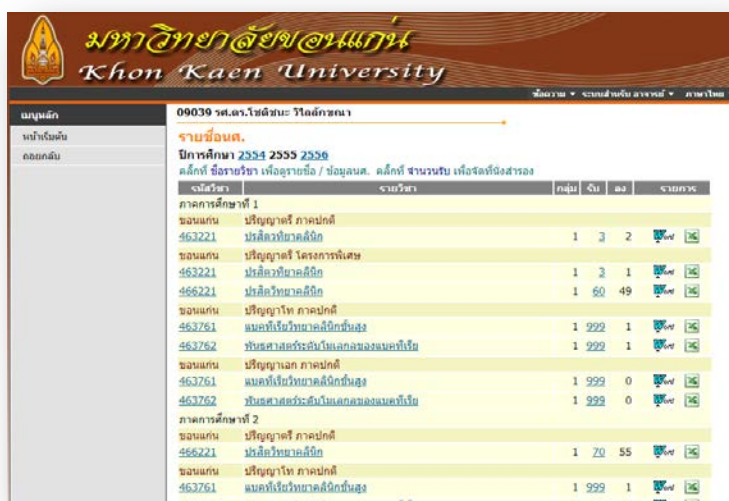 มหาวิทยาลัยขอนแก่น
Khon Kaen University
ข้อความ ระบบสำหรับ อาจารย์ ภาษาไทย
เมนูหลัก
หน้าเริ่มต้น
ถอยกลับ
09039 รศ.ดร.โชติชนะ วิไลลักขณา
รายชื่อนศ.
ปีการศึกษา 2554 2555 2556
คลิ๊กที่ ชื่อรายวิชา เพื่อดูรายชื่อ / ข้อมูลนศ. คลิ๊กที่ จำนวนรับ เพื่อจัดที่นั่งสำรอง
รหัสวิชา รายวิชา กลุ่ม รับ ลง รายการ
ภาคการศึกษาที่ 1
ขอนแก่น ปริญญาตรี ภาคปกติ
463221 ปรสิตวิทยาคลินิก 1 3 2 Word
ขอนแก่น ปริญญาตรี โครงการพิเศษ
463221 ปรสิตวิทยาคลินิก 1 3 1 Word
466221 ปรสิตวิทยาคลินิก 1 60 49 Word
ขอนแก่น ปริญญาโท ภาคปกติ
463761 แบคทีเรียวิทยาคลินิกชั้นสูง 1 999 1 Word
463762 พันธุศาสตร์ระดับโมเลกุลของแบคทีเรีย 1 999 1 Word
ขอนแก่น ปริญญาเอก ภาคปกติ
463761 แบคทีเรียวิทยาคลินิกชั้นสูง 1 999 0 Word
463762 พันธุศาสตร์ระดับโมเลกุลของแบคทีเรีย 1 999 0 Word
ภาคการศึกษาที่ 2
ขอนแก่น ปริญญาตรี ภาคปกติ
466221 ปรสิตวิทยาคลินิก 1 70 55 Word
ขอนแก่น ปริญญาโท ภาคปกติ
463761 แบคทีเรียวิทยาคลินิกชั้นสูง 1 999 1 Word